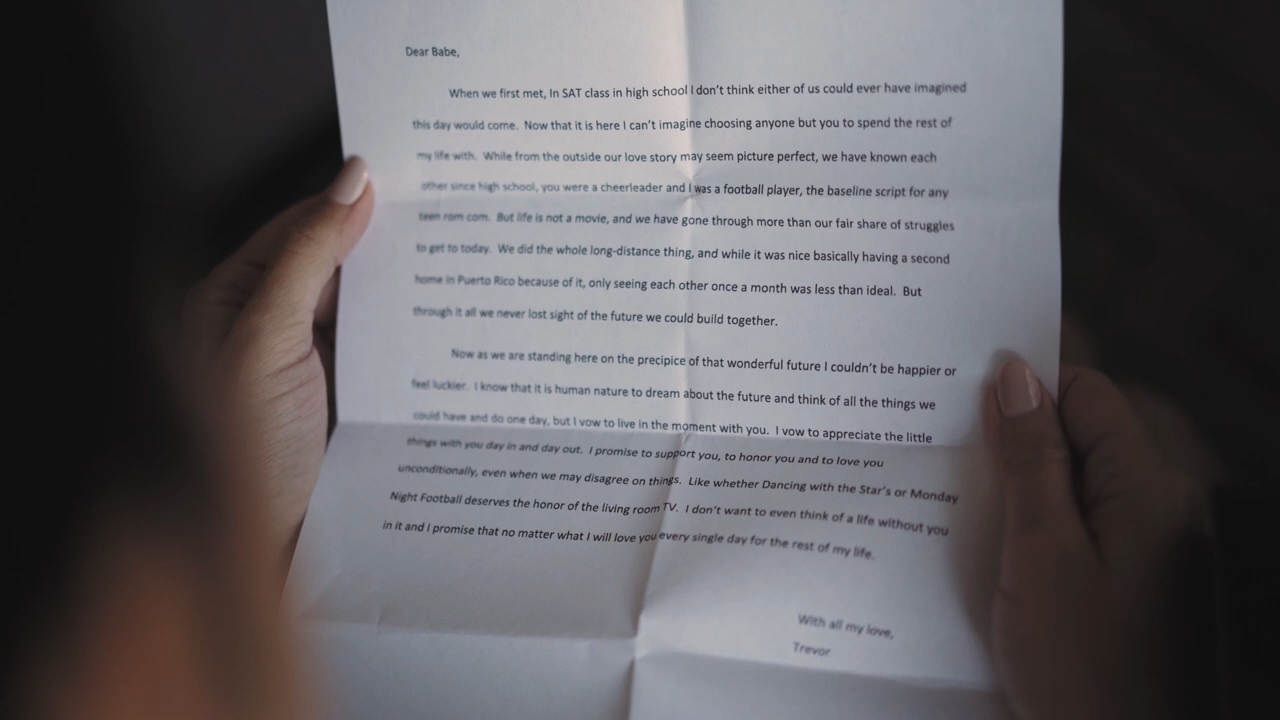 Dear Babe,
When we first met, In SAT class in high school I don't think either of us could ever have imagined
this day would come. Now that it is here I can't imagine choosing anyone but you to spend the rest of
my life with. While from the outside our love story may seem picture perfect, we have known each
other since high school, you were a cheerleader and I was a football player, the baseline script for any
teen rom com. But life is not a movie, and we have gone through more than our fair share of struggles
to get to today. We did the whole long-distance thing, and while it was nice basically having a second
home in Puerto Rico because of it, only seeing each other once a month was less than ideal. But
through it all we never lost sight of the future we could build together.
Now as we are standing here on the precipice of that wonderful future I couldn't be happier or
feel luckier. I know that it is human nature to dream about the future and think of all the things we
could have and do one day, but I vow to live in the moment with you. I vow to appreciate the little
things with you day in and day out. I promise to support you, to honor you and to love you
unconditionally, even when we may disagree on things. Like whether Dancing with the Star's or Monday
Night Football deserves the honor of the living room TV. I don't want to even think of a life without you
in it and I promise that no matter what I will love you every single day for the rest of my life.
With all my love,
Trevor